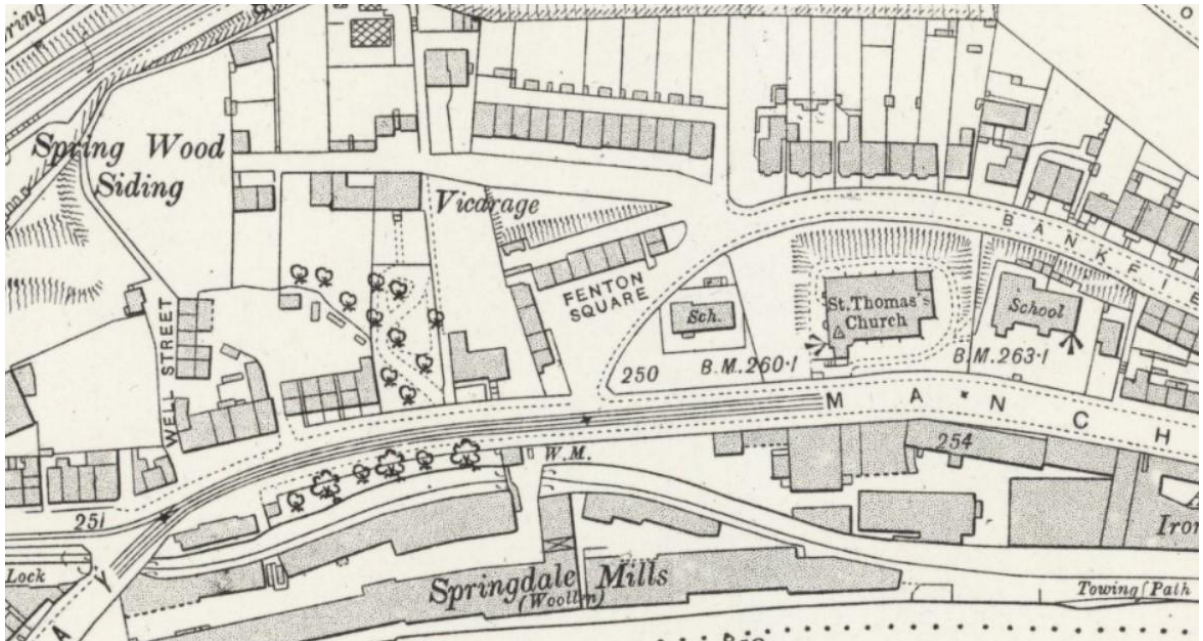 Spring Wood
Siding
Vicarage
BANKFIE
FENTON
SQUARE
St. Thomas's
Church
School
Sch.
WELL STREET
250
B.M. 260·1
B.M. 263·1
MANCH
254
W.M.
251
Lock
Springdale Mills
(Woollen)
Iron
Towing Path
A Y